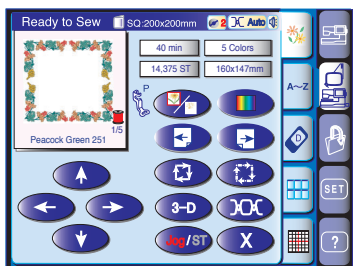 Ready to Sew SQ:200x200mm 2 Auto
40 min 5 Colors
14,375 ST 160x147mm
P
1/5
Peacock Green 251
A~Z
D
3-D
Jog/ST X
SET
?